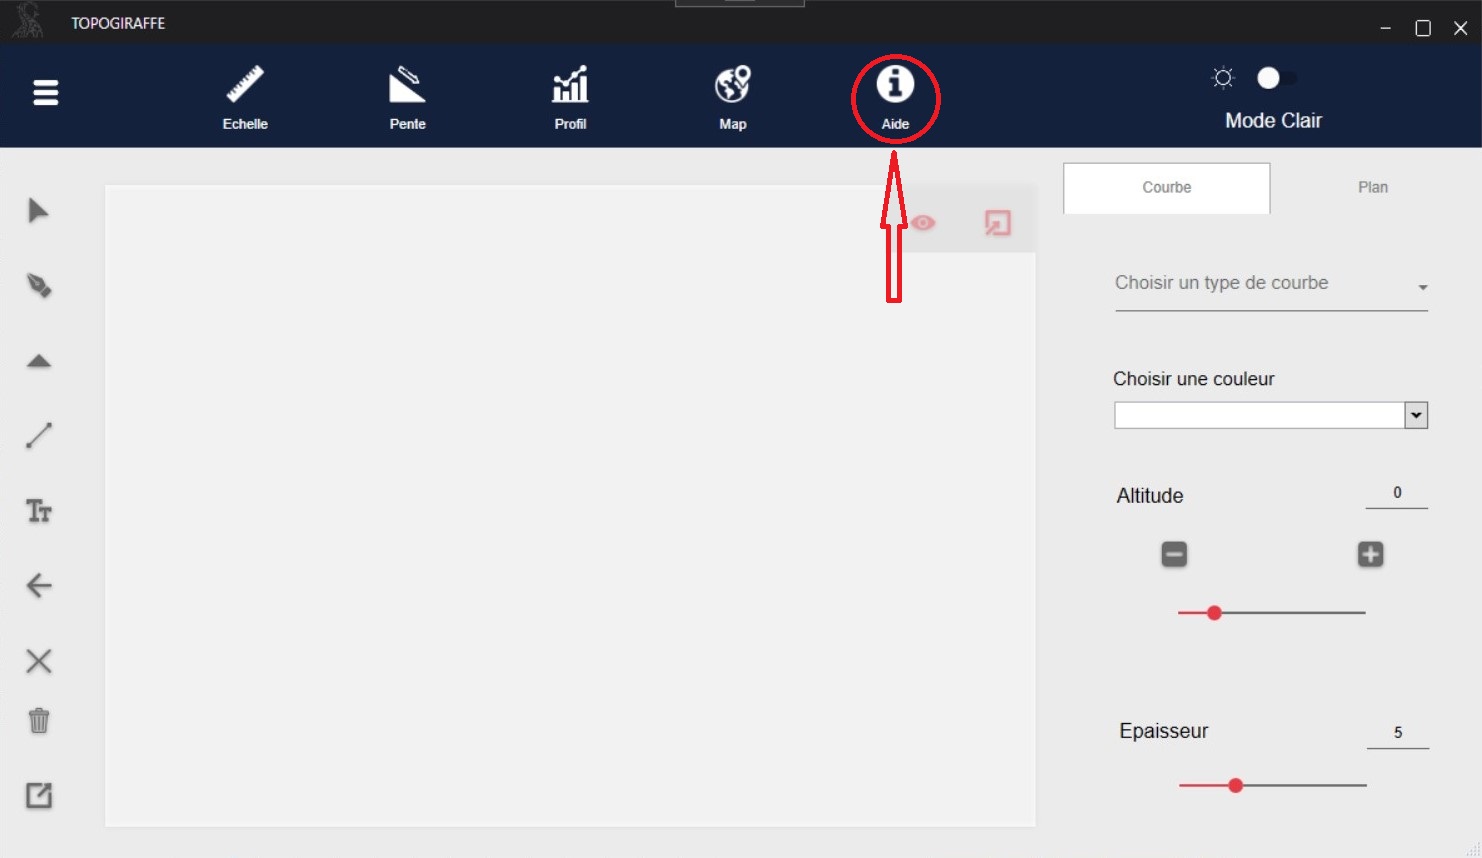 TOPOGIRAFFE
Echelle
Pente
Profil
Map
Aide
Mode Clair
Courbe
Plan
Choisir un type de courbe
Choisir une couleur
Altitude
0
Tт
Epaisseur
5